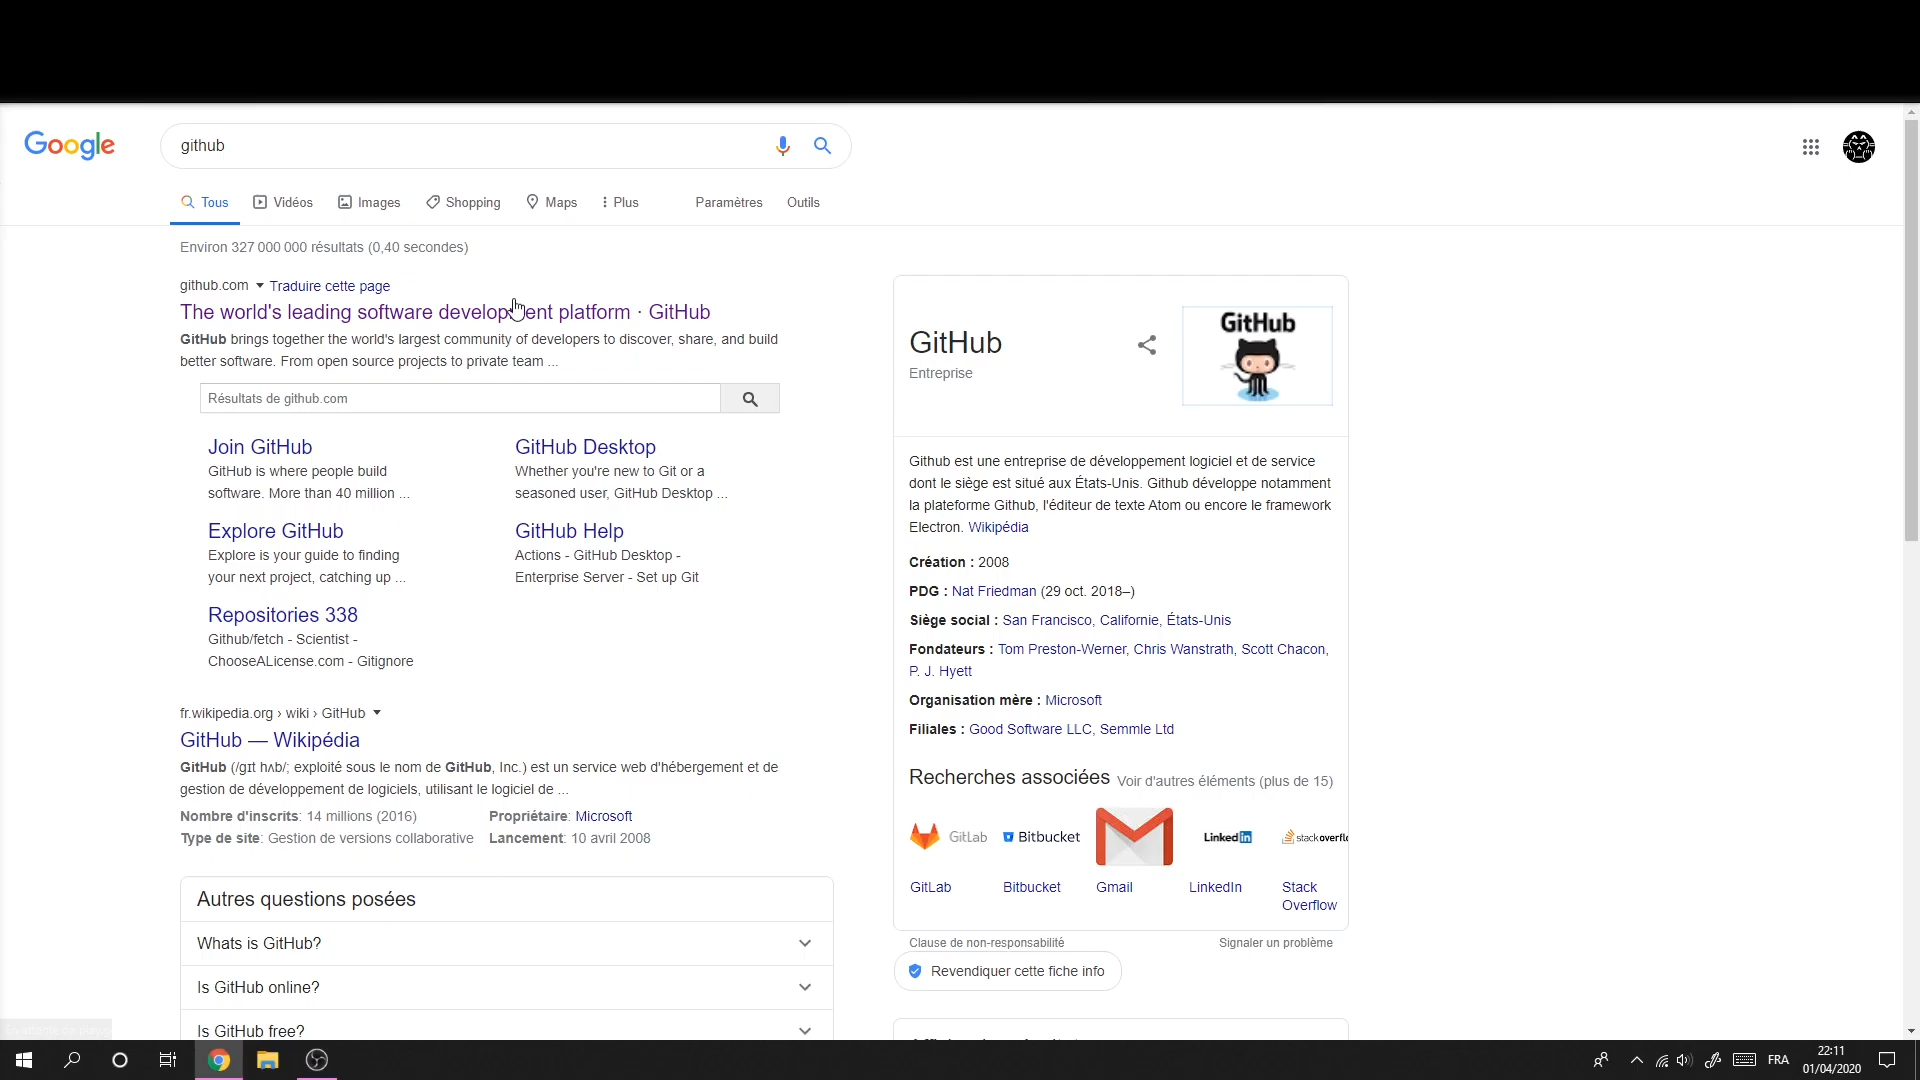 Google
github
Tous
Vidéos
Images
Shopping
Maps
Plus
Paramètres
Outils
Environ 327 000 000 résultats (0,40 secondes)
github.com
Traduire cette page
The world's leading software development platform · GitHub
GitHub brings together the world's largest community of developers to discover, share, and build
better software. From open source projects to private team ...
Résultats de github.com
Join GitHub
GitHub is where people build
software. More than 40 million ...
GitHub Desktop
Whether you're new to Git or a
seasoned user, GitHub Desktop ...
Explore GitHub
Explore is your guide to finding
your next project, catching up ...
GitHub Help
Actions - GitHub Desktop -
Enterprise Server - Set up Git
Repositories 338
Github/fetch - Scientist -
ChooseALicense.com - Gitignore
fr.wikipedia.org › wiki › GitHub
GitHub — Wikipédia
GitHub (/ɡɪt hʌb/; exploité sous le nom de GitHub, Inc.) est un service web d'hébergement et de
gestion de développement de logiciels, utilisant le logiciel de ...
Nombre d'inscrits: 14 millions (2016)
Propriétaire: Microsoft
Type de site: Gestion de versions collaborative
Lancement: 10 avril 2008
Autres questions posées
Whats is GitHub?
Is GitHub online?
Is GitHub free?
GitHub
Entreprise
GitHub
Github est une entreprise de développement logiciel et de service
dont le siège est situé aux États-Unis. Github développe notamment
la plateforme Github, l'éditeur de texte Atom ou encore le framework
Electron. Wikipédia
Création : 2008
PDG : Nat Friedman (29 oct. 2018–)
Siège social : San Francisco, Californie, États-Unis
Fondateurs : Tom Preston-Werner, Chris Wanstrath, Scott Chacon,
P. J. Hyett
Organisation mère : Microsoft
Filiales : Good Software LLC, Semmle Ltd
Recherches associées
Voir d'autres éléments (plus de 15)
GitLab
Bitbucket
LinkedIn
stackoverfl
GitLab
Bitbucket
Gmail
LinkedIn
Stack
Overflow
Clause de non-responsabilité
Signaler un problème
Revendiquer cette fiche info
FRA
22:11
01/04/2020